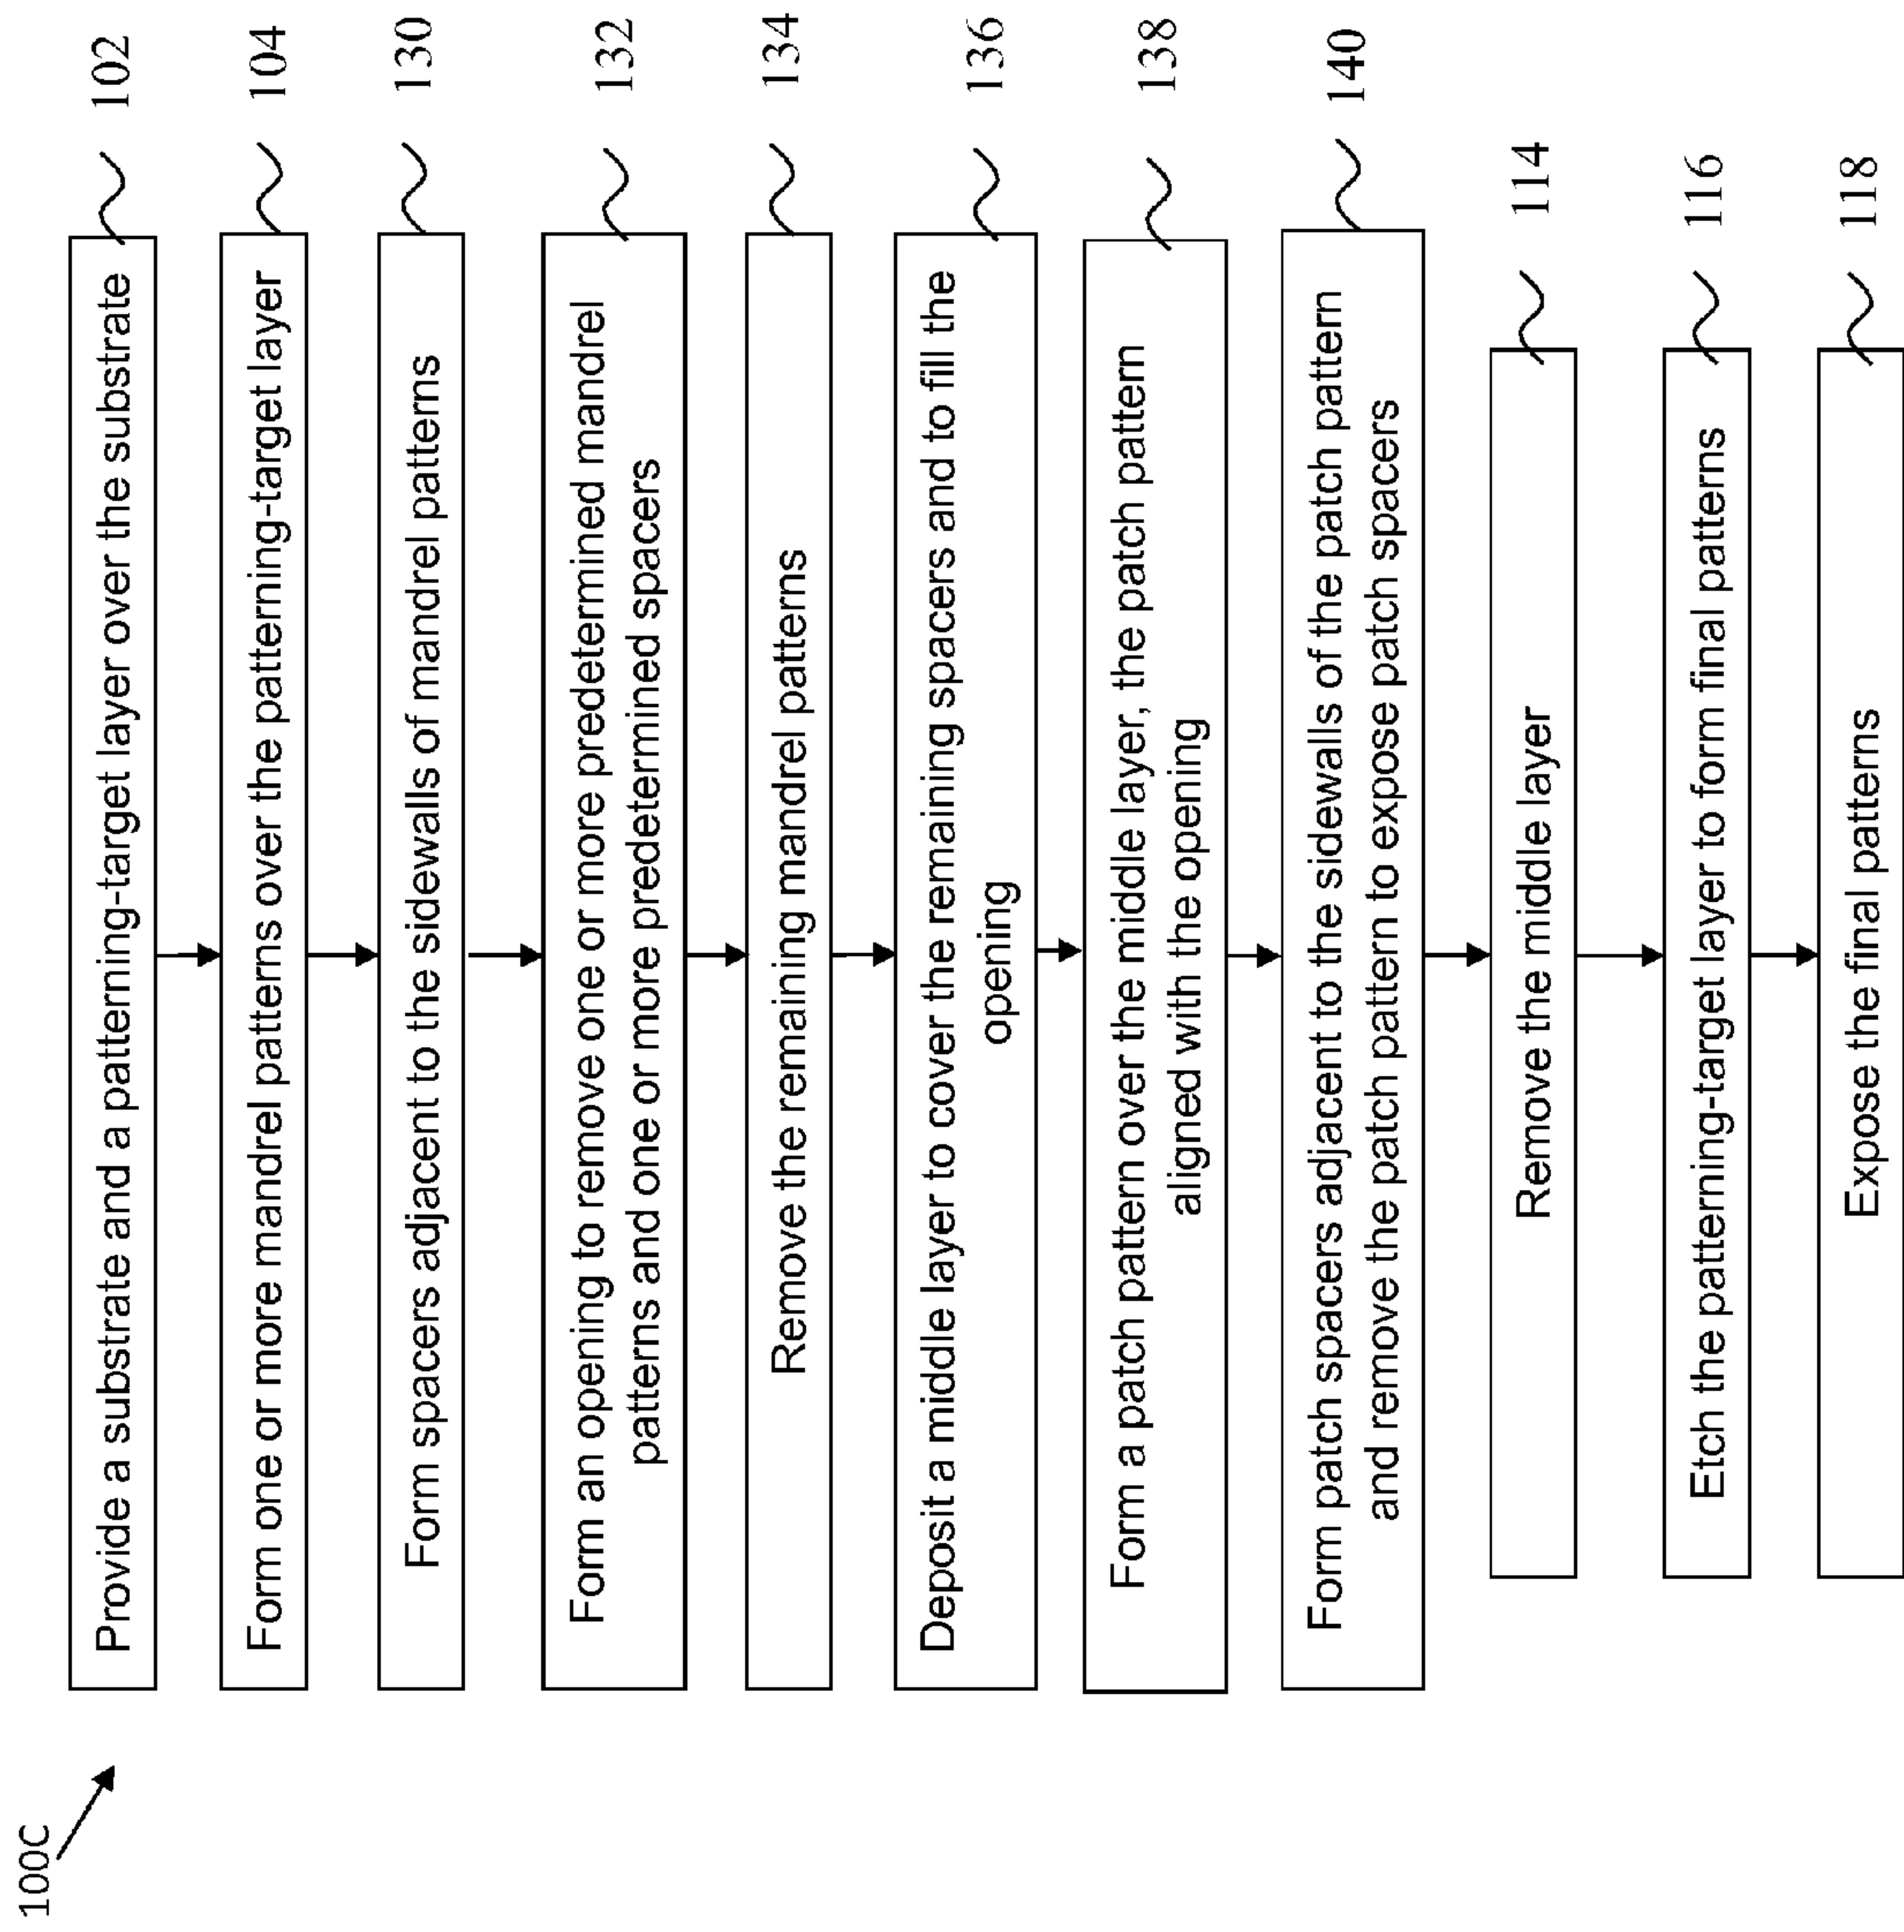 100C
Provide a substrate and a patterning-target layer over the substrate
102
Form one or more mandrel patterns over the patterning-target layer
104
Form spacers adjacent to the sidewalls of mandrel patterns
130
Form an opening to remove one or more predetermined mandrel
patterns and one or more predetermined spacers
132
Remove the remaining mandrel patterns
134
Deposit a middle layer to cover the remaining spacers and to fill the
opening
136
Form a patch pattern over the middle layer, the patch pattern
aligned with the opening
138
Form patch spacers adjacent to the sidewalls of the patch pattern
and remove the patch pattern to expose patch spacers
140
Remove the middle layer
114
Etch the patterning-target layer to form final patterns
116
Expose the final patterns
118